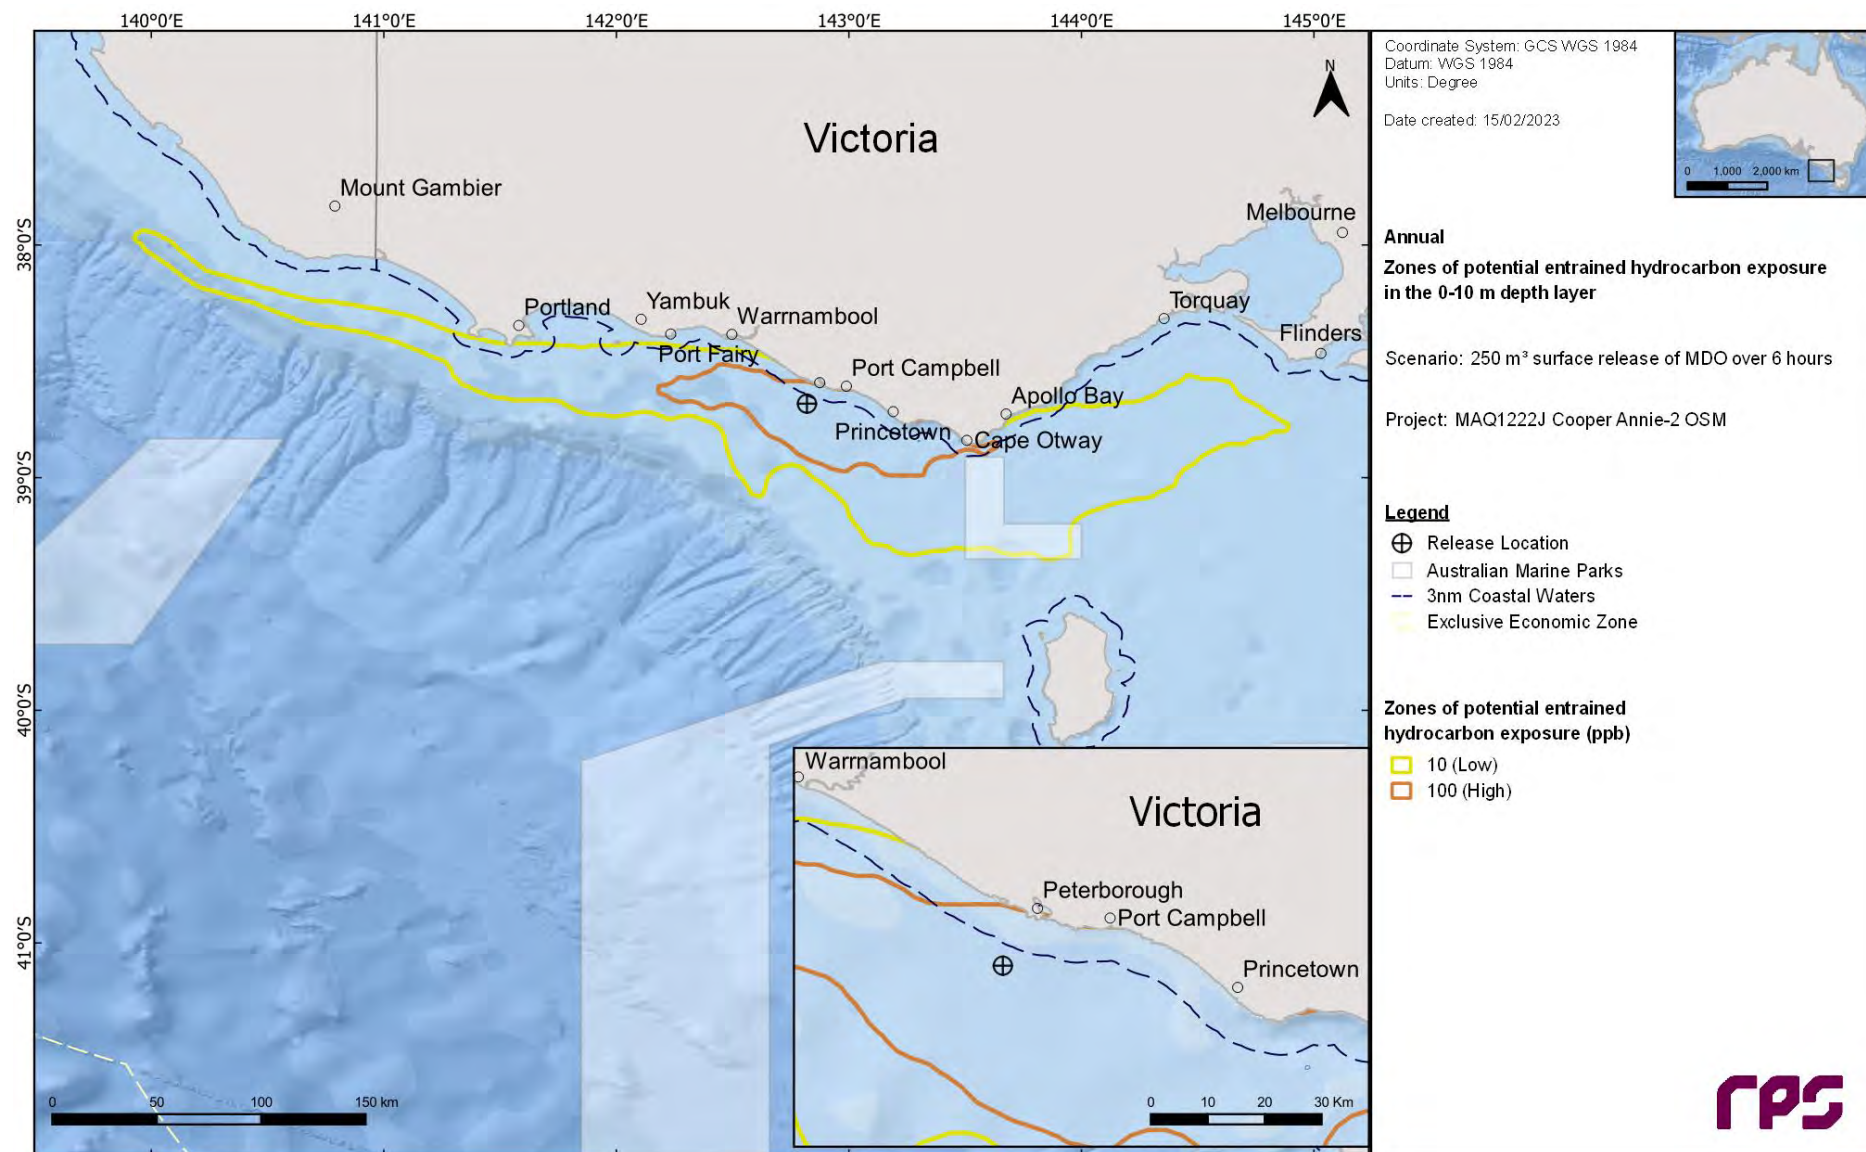 140°0'E
141°0'E
142°0'E
143°0'E
144°0'E
145°0'E
38°0'S
39°0'S
40°0'S
41°0'S
N
Victoria
Mount Gambier
Melbourne
Portland
Yambuk
Warrnambool
Port Fairy
Port Campbell
Torquay
Flinders
Apollo Bay
Princetown
Cape Otway
0 50 100 150 km
Warrnambool
Victoria
Peterborough
Port Campbell
Princetown
0 10 20 30 Km
Coordinate System: GCS WGS 1984
Datum: WGS 1984
Units: Degree
Date created: 15/02/2023
0 1,000 2,000 km
Annual
Zones of potential entrained hydrocarbon exposure
in the 0-10 m depth layer
Scenario: 250 m³ surface release of MDO over 6 hours
Project: MAQ1222J Cooper Annie-2 OSM
Legend
Release Location
Australian Marine Parks
3nm Coastal Waters
Exclusive Economic Zone
Zones of potential entrained
hydrocarbon exposure (ppb)
10 (Low)
100 (High)
rps